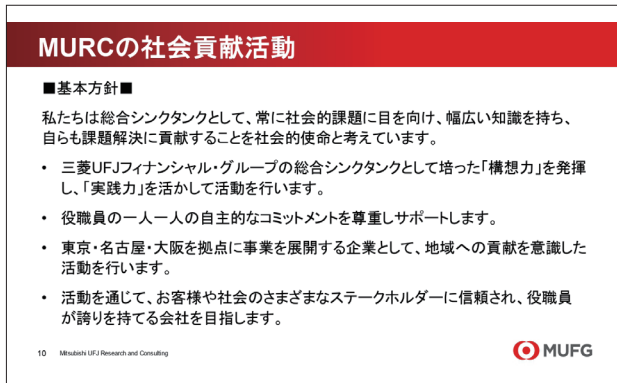 MURCの社会貢献活動
■基本方針■
私たちは総合シンクタンクとして、常に社会的課題に目を向け、幅広い知識を持ち、
自らも課題解決に貢献することを社会的使命と考えています。
• 三菱UFJフィナンシャル・グループの総合シンクタンクとして培った「構想力」を発揮
し、「実践力」を活かして活動を行います。
• 役職員の一人一人の自主的なコミットメントを尊重しサポートします。
• 東京・名古屋・大阪を拠点に事業を展開する企業として、地域への貢献を意識した
活動を行います。
• 活動を通じて、お客様や社会のさまざまなステークホルダーに信頼され、役職員
が誇りを持てる会社を目指します。
10 Mitsubishi UFJ Research and Consulting
MUFG